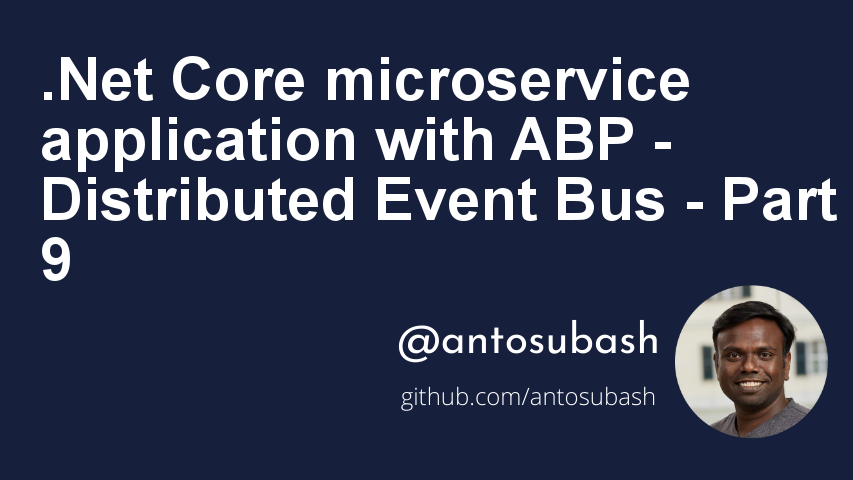 .Net Core microservice
application with ABP -
Distributed Event Bus - Part
9
@antosubash
github.com/antosubash